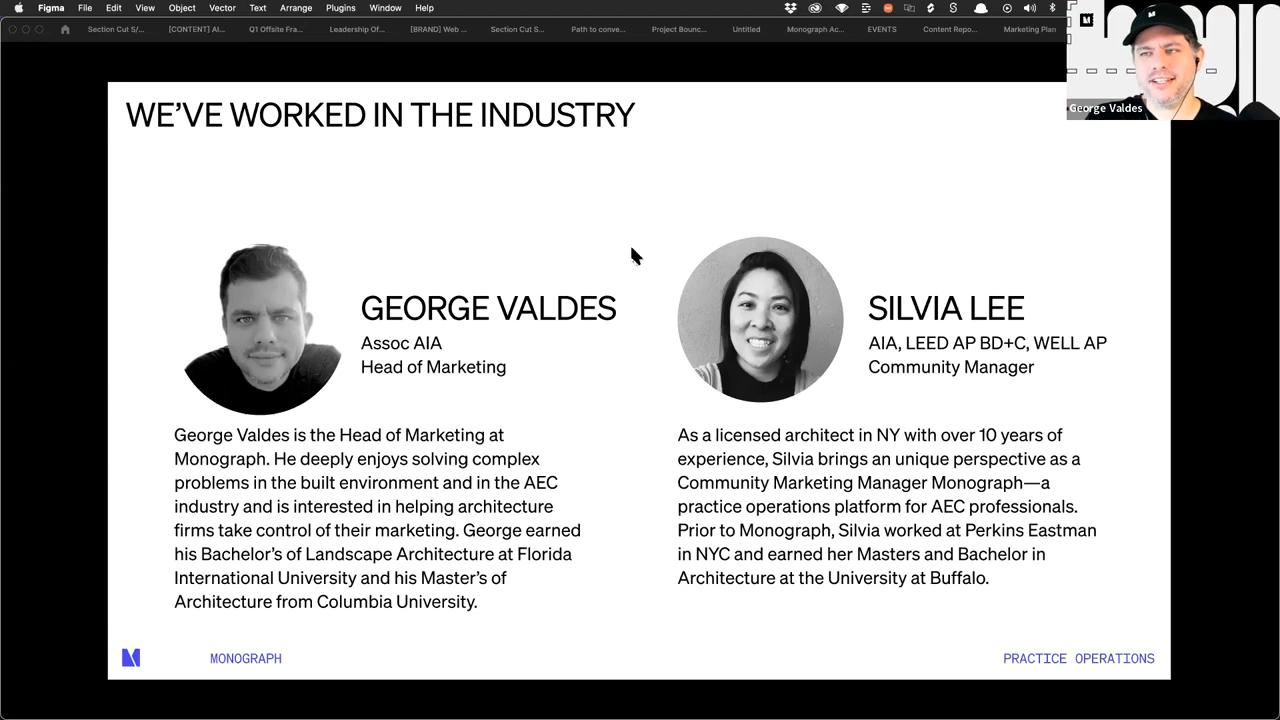 Figma File Edit View Object Vector Text Arrange Plugins Window Help
Section Cut S/... [CONTENT] AI... Q1 Offsite Fra... Leadership Of... [BRAND] Web ... Section Cut S... Path to conve... Project Bounc... Untitled Monograph Ac... EVENTS Content Repo... Marketing Plan
George Valdes
WE’VE WORKED IN THE INDUSTRY
GEORGE VALDES
Assoc AIA
Head of Marketing
George Valdes is the Head of Marketing at
Monograph. He deeply enjoys solving complex
problems in the built environment and in the AEC
industry and is interested in helping architecture
firms take control of their marketing. George earned
his Bachelor’s of Landscape Architecture at Florida
International University and his Master’s of
Architecture from Columbia University.
SILVIA LEE
AIA, LEED AP BD+C, WELL AP
Community Manager
As a licensed architect in NY with over 10 years of
experience, Silvia brings an unique perspective as a
Community Marketing Manager Monograph—a
practice operations platform for AEC professionals.
Prior to Monograph, Silvia worked at Perkins Eastman
in NYC and earned her Masters and Bachelor in
Architecture at the University at Buffalo.
MONOGRAPH
PRACTICE OPERATIONS